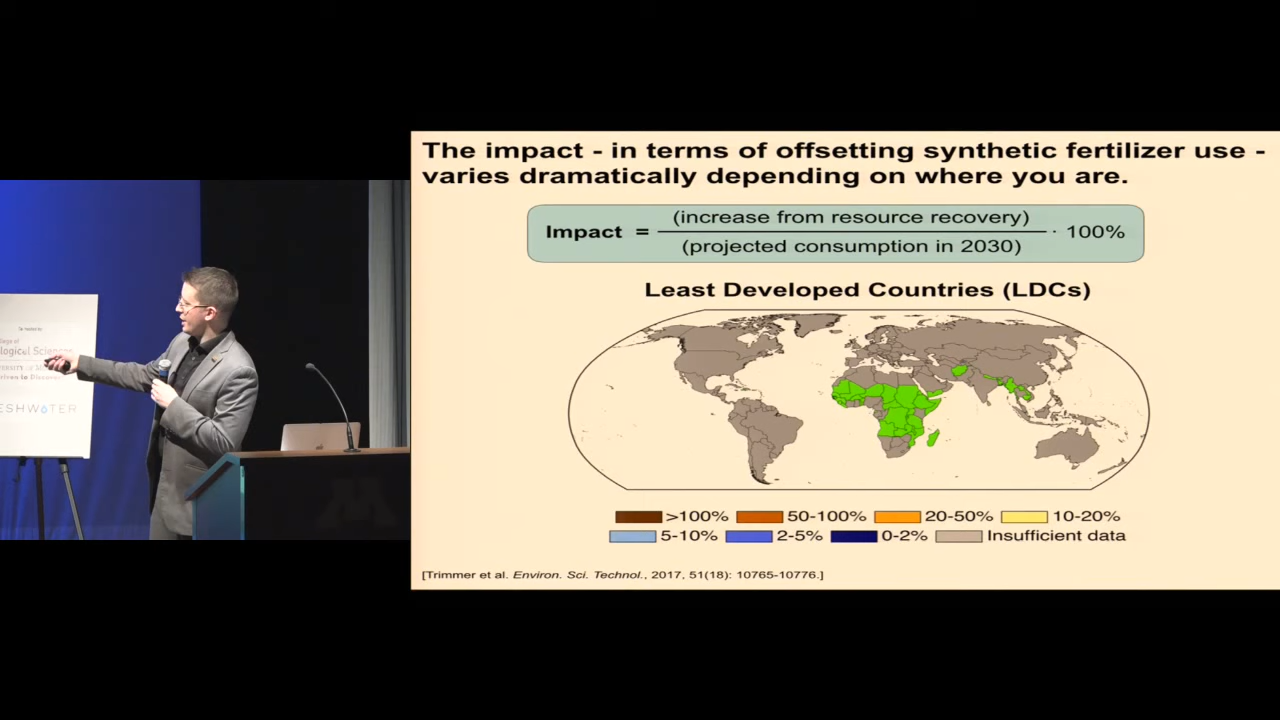 ological Sciences
ESHWATER
The impact - in terms of offsetting synthetic fertilizer use -
varies dramatically depending on where you are.
Impact = (increase from resource recovery)
(projected consumption in 2030) · 100%
Least Developed Countries (LDCs)
>100% 50-100% 20-50% 10-20%
5-10% 2-5% 0-2% Insufficient data
[Trimmer et al. Environ. Sci. Technol., 2017, 51(18): 10765-10776.]